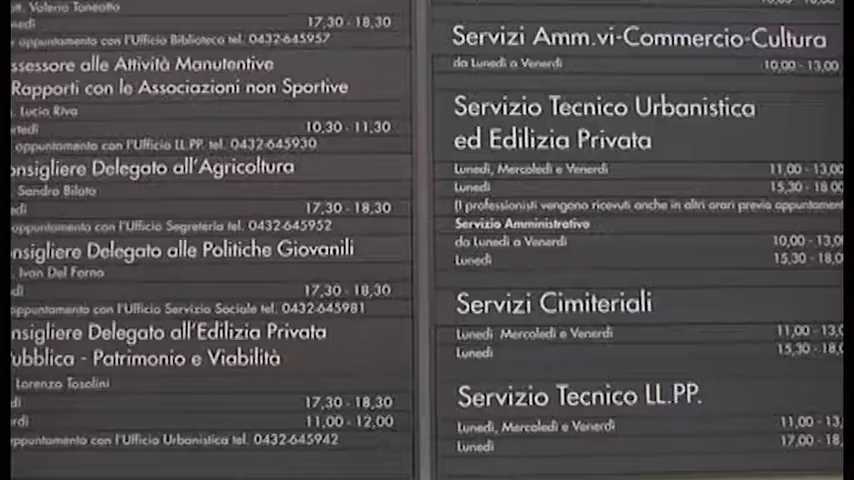 tt. Valerio Toneatto
edì 17,30 - 18,30
appuntamento con l'Ufficio Biblioteca tel. 0432-645957
ssessore alle Attività Manutentive
Rapporti con le Associazioni non Sportive
. Lucio Riva
rtedì 10,30 - 11,30
appuntamento con l'Ufficio LL.PP. tel. 0432-645930
onsigliere Delegato all'Agricoltura
Sandro Bilato
dì 17,30 - 18,30
appuntamento con l'Ufficio Segreteria tel. 0432-645952
nsigliere Delegato alle Politiche Giovanili
. Ivan Del Forno
dì 17,30 - 18,30
appuntamento con l'Ufficio Servizio Sociale tel. 0432-645981
nsigliere Delegato all'Edilizia Privata
Pubblica - Patrimonio e Viabilità
Lorenzo Tosolini
dì 17,30 - 18,30
rdì 11,00 - 12,00
appuntamento con l'Ufficio Urbanistica tel. 0432-645942
Servizi Amm.vi-Commercio-Cultura
da Lunedì a Venerdì 10,00 - 13,00
Servizio Tecnico Urbanistica
ed Edilizia Privata
Lunedì, Mercoledì e Venerdì 11,00 - 13,00
Lunedì 15,30 - 18,00
(I professionisti vengono ricevuti anche in altri orari previo appuntament
Servizio Amministrativo
da Lunedì a Venerdì 10,00 - 13,0
Lunedì 15,30 - 18,0
Servizi Cimiteriali
Lunedì Mercoledì e Venerdì 11,00 - 13,0
Lunedì 15,30 - 18,0
Servizio Tecnico LL.PP.
Lunedì, Mercoledì e Venerdì 11,00 - 13,
Lunedì 17,00 - 18,